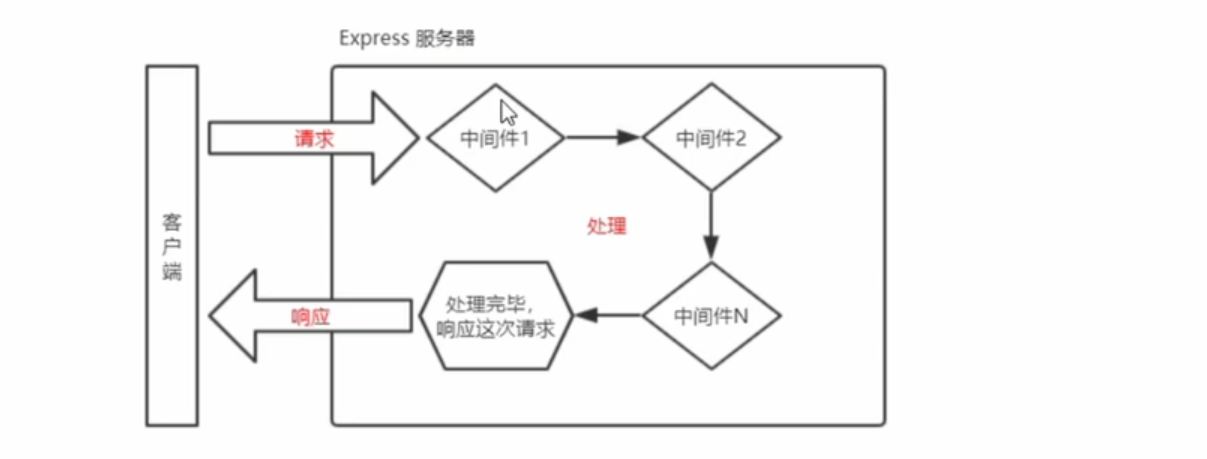 Express 服务器
请求
中间件1
中间件2
客
户
端
处理
处理完毕，
响应这次请求
响应
中间件N